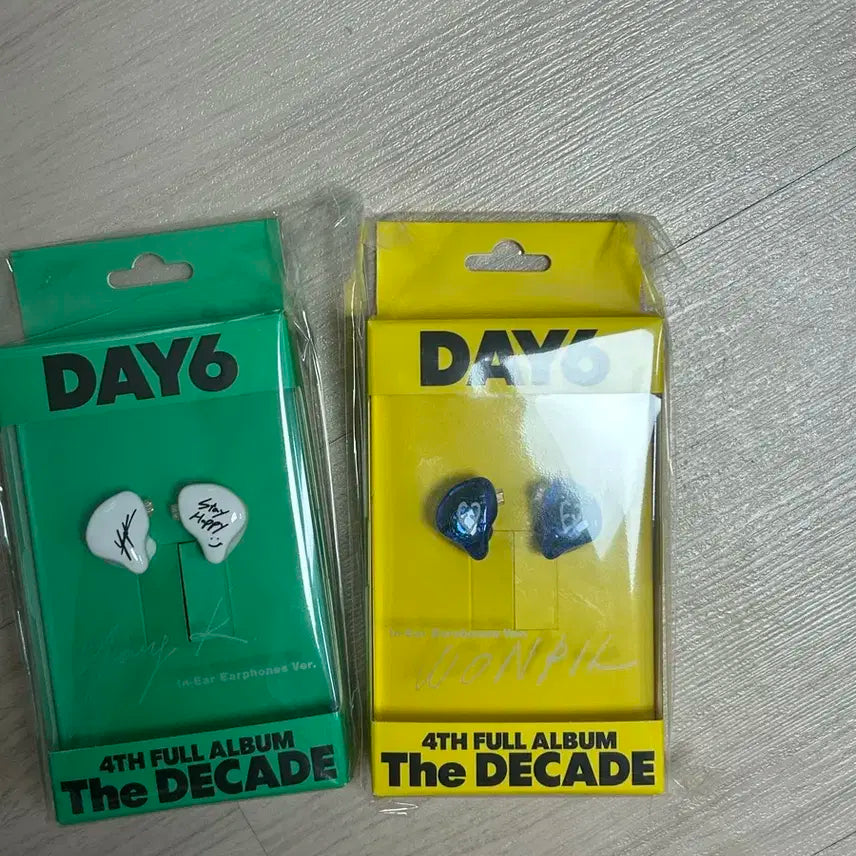 DAY6
Stay
Happy
Young K.
In-Ear Earphones Ver.
4TH FULL ALBUM
The DECADE
DAY6
In-Ear Earphones Ver.
WONPIL
4TH FULL ALBUM
The DECADE